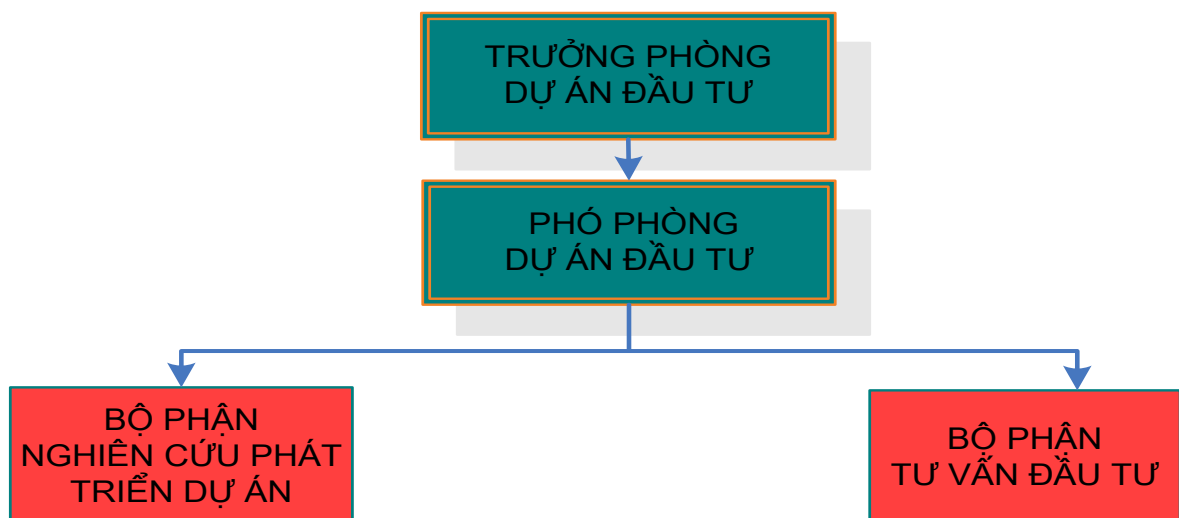 TRƯỞNG PHÒNG
DỰ ÁN ĐẦU TƯ
PHÓ PHÒNG
DỰ ÁN ĐẦU TƯ
BỘ PHẬN
NGHIÊN CỨU PHÁT
TRIỂN DỰ ÁN
BỘ PHẬN
TƯ VẤN ĐẦU TƯ